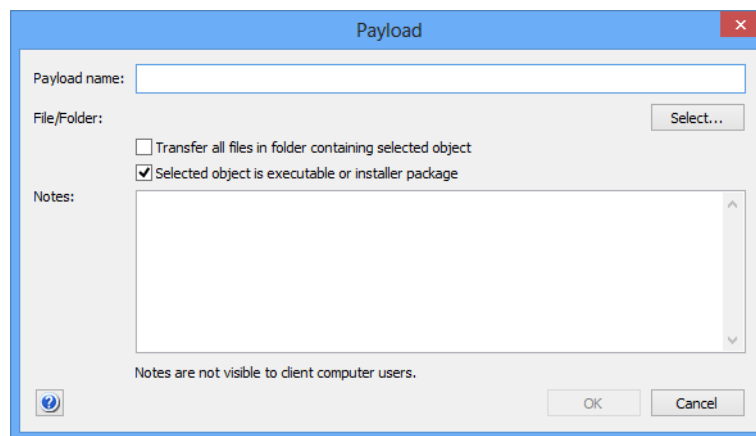 Payload
Payload name:
File/Folder:
Select...
Transfer all files in folder containing selected object
Selected object is executable or installer package
Notes:
Notes are not visible to client computer users.
OK
Cancel